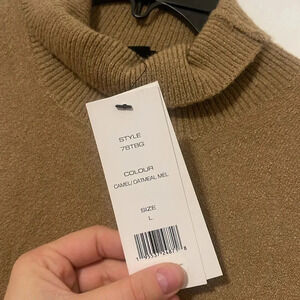 STYLE
78TBG
COLOUR
CAMEL/ OATMEAL MEL
SIZE
L